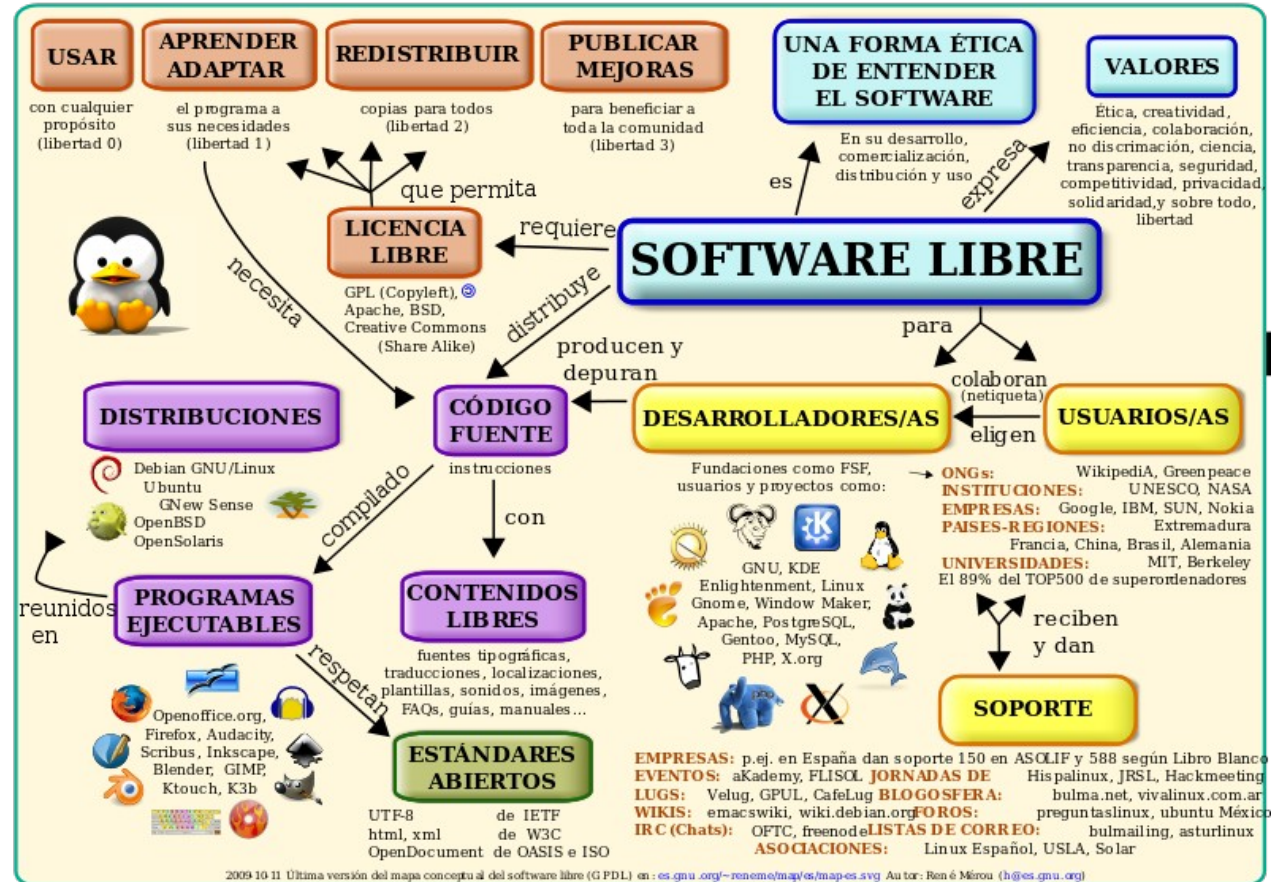 USAR
con cualquier
propósito
(libertad 0)
APRENDER
ADAPTAR
el programa a
sus necesidades
(libertad 1)
REDISTRIBUIR
copias para todos
(libertad 2)
PUBLICAR
MEJORAS
para beneficiar a
toda la comunidad
(libertad 3)
UNA FORMA ÉTICA
DE ENTENDER
EL SOFTWARE
En su desarrollo,
comercialización,
distribución y uso
VALORES
Ética, creatividad,
eficiencia, colaboración,
no discrimación, ciencia,
transparencia, seguridad,
competitividad, privacidad,
solidaridad,y sobre todo,
libertad
es
expresa
que permita
LICENCIA
LIBRE
GPL (Copyleft),
Apache, BSD,
Creative Commons
(Share Alike)
requiere
SOFTWARE LIBRE
necesita
distribuye
para
producen y
depuran
colaboran
(netiqueta)
eligen
DISTRIBUCIONES
Debian GNU/Linux
Ubuntu
GNew Sense
OpenBSD
OpenSolaris
CÓDIGO
FUENTE
instrucciones
DESARROLLADORES/AS
Fundaciones como FSF,
usuarios y proyectos como:
GNU, KDE
Enlightenment, Linux
Gnome, Window Maker,
Apache, PostgreSQL,
Gentoo, MySQL,
PHP, X.org
USUARIOS/AS
ONGs: WikipediA, Greenpeace
INSTITUCIONES: UNESCO, NASA
EMPRESAS: Google, IBM, SUN, Nokia
PAISES-REGIONES: Extremadura
Francia, China, Brasil, Alemania
UNIVERSIDADES: MIT, Berkeley
El 89% del TOP500 de superordenadores
compilado
con
reunidos
en
PROGRAMAS
EJECUTABLES
Openoffice.org,
Firefox, Audacity,
Scribus, Inkscape,
Blender, GIMP,
Ktouch, K3b
CONTENIDOS
LIBRES
fuentes tipográficas,
traducciones, localizaciones,
plantillas, sonidos, imágenes,
FAQs, guías, manuales...
respetan
ESTÁNDARES
ABIERTOS
UTF-8 de IETF
html, xml de W3C
OpenDocument de OASIS e ISO
reciben
y dan
SOPORTE
EMPRESAS: p.ej. en España dan soporte 150 en ASOLIF y 588 según Libro Blanco
EVENTOS: aKademy, FLISOL JORNADAS DE Hispalinux, JRSL, Hackmeeting
LUGS: Velug, GPUL, CafeLug BLOGOSFERA: bulma.net, vivalinux.com.ar
WIKIS: emacswiki, wiki.debian.org FOROS: preguntaslinux, ubuntu México
IRC (Chats): OFTC, freenode LISTAS DE CORREO: bulmailing, asturlinux
ASOCIACIONES: Linux Español, USLA, Solar
2009-10-11 Última versión del mapa conceptual del software libre (GPDL) en: es.gnu.org/~reneme/map/es/map-es.svg Autor: René Mérou (h@es.gnu.org)